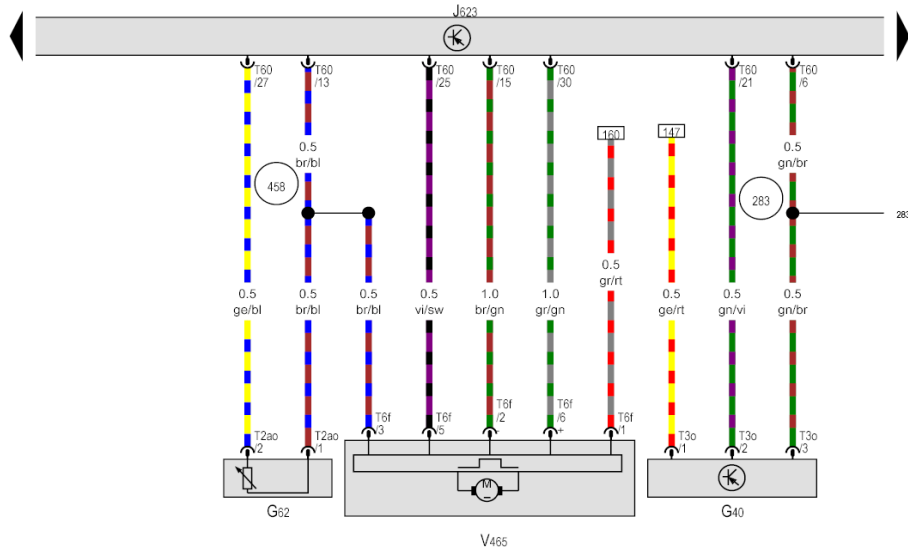 J623
T60 T60 T60 T60 T60 T60 T60
/27 /13 /25 /15 /30 /21 /6
160 147
0.5 0.5
br/bl gn/br
458 283
283
0.5
gr/rt
0.5 0.5 0.5 0.5 1.0 1.0 0.5 0.5 0.5
ge/bl br/bl br/bl vi/sw br/gn gr/gn ge/rt gn/vi gn/br
T6f T6f T6f T6f T6f
/3 /5 /2 /6 /1
- +
T2ao T2ao T3o T3o T3o
/2 /1 /1 /2 /3
M
G62 G40
V465